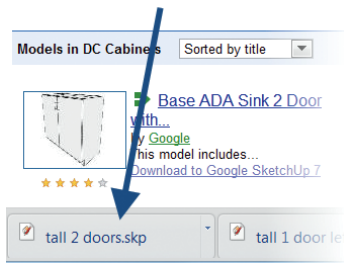 Models in DC Cabinets Sorted by title
Base ADA Sink 2 Door
with...
by Google
This model includes...
Download to Google SketchUp 7
tall 2 doors.skp tall 1 door le